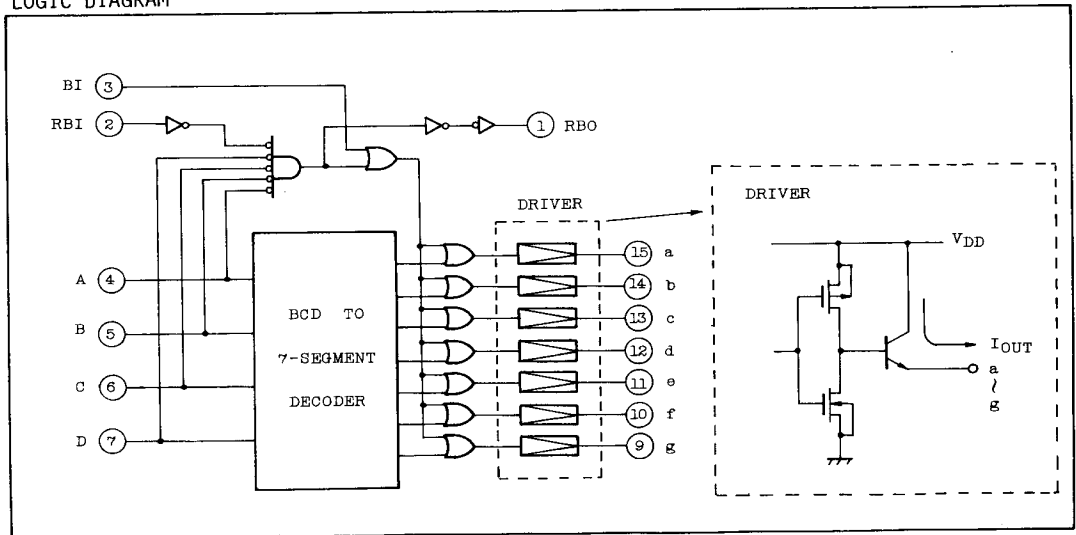 LOGIC DIAGRAM
BI 3
RBI 2
1 RBO
DRIVER
DRIVER
VDD
A 4
B 5
C 6
D 7
BCD TO
7-SEGMENT
DECODER
15 a
14 b
13 c
12 d
11 e
10 f
9 g
IOUT
a
~
g